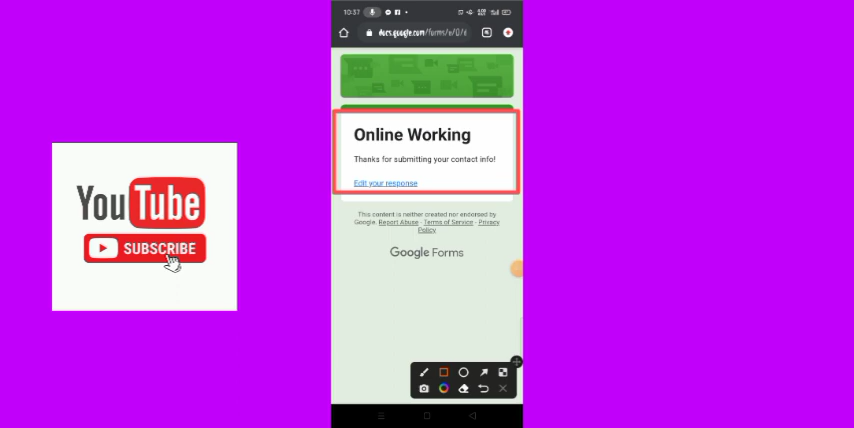 YouTube
SUBSCRIBE
10:37
docs.google.com/forms/
Online Working
Thanks for submitting your contact info!
Edit your response
This content is neither created nor endorsed by
Google. Report Abuse - Terms of Service - Privacy
Policy
Google Forms